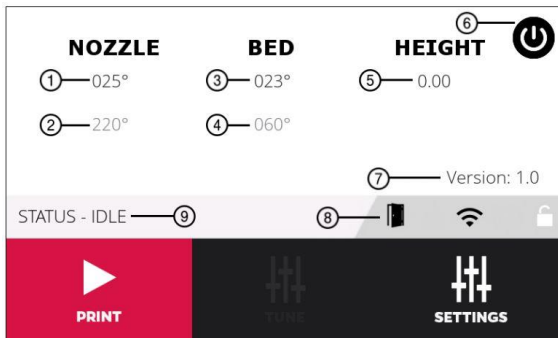 6
NOZZLE BED HEIGHT
1 025° 3 023° 5 0.00
2 220° 4 060°
7 Version: 1.0
STATUS - IDLE 9 8
PRINT TUNE SETTINGS